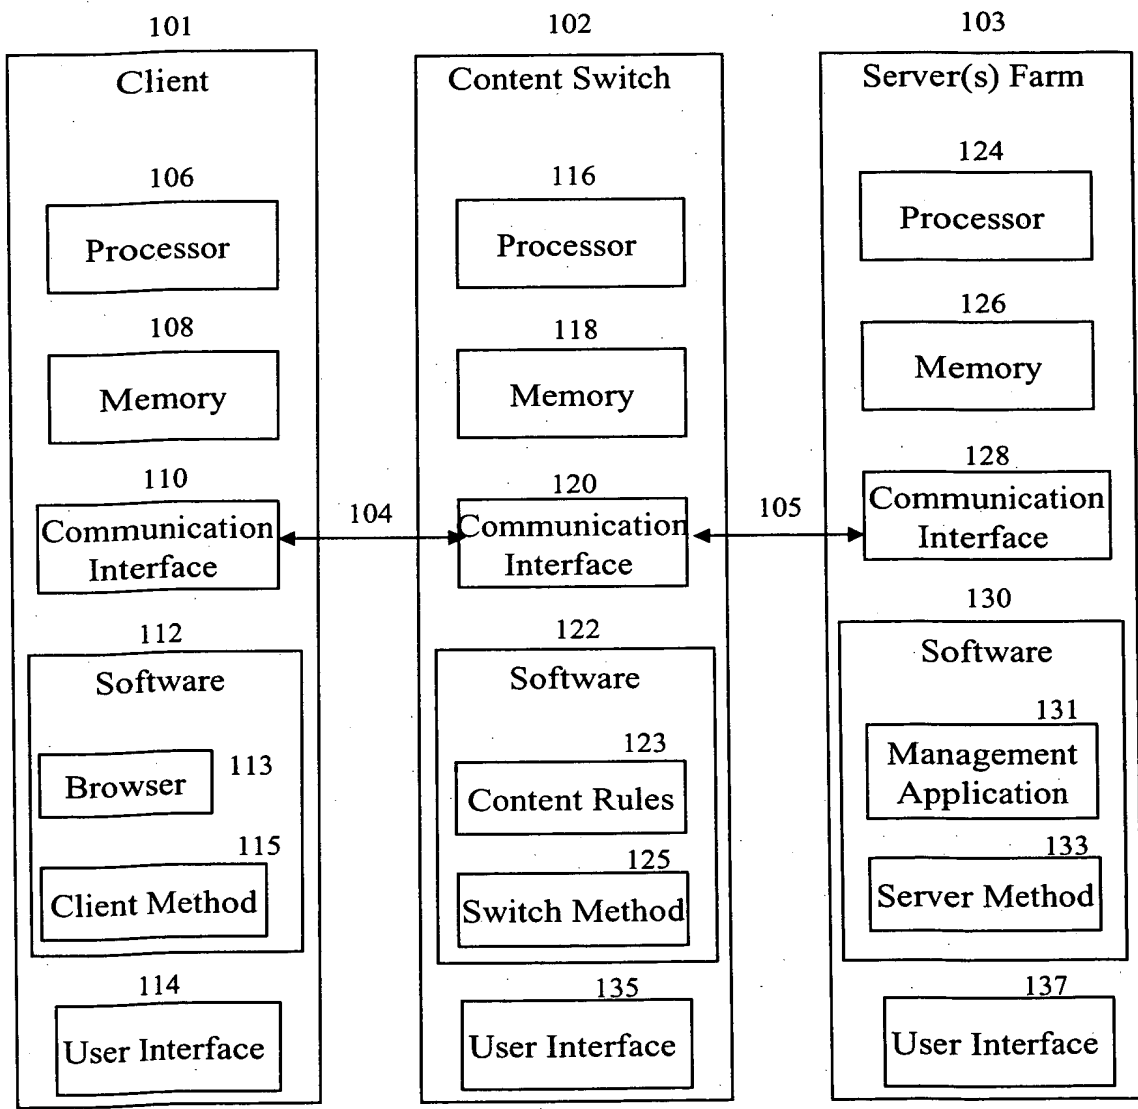 101
Client
106
Processor
108
Memory
110
Communication
Interface
104
112
Software
Browser
113
115
Client Method
114
User Interface
102
Content Switch
116
Processor
118
Memory
120
Communication
Interface
105
122
Software
123
Content Rules
125
Switch Method
135
User Interface
103
Server(s) Farm
124
Processor
126
Memory
128
Communication
Interface
130
Software
131
Management
Application
133
Server Method
137
User Interface